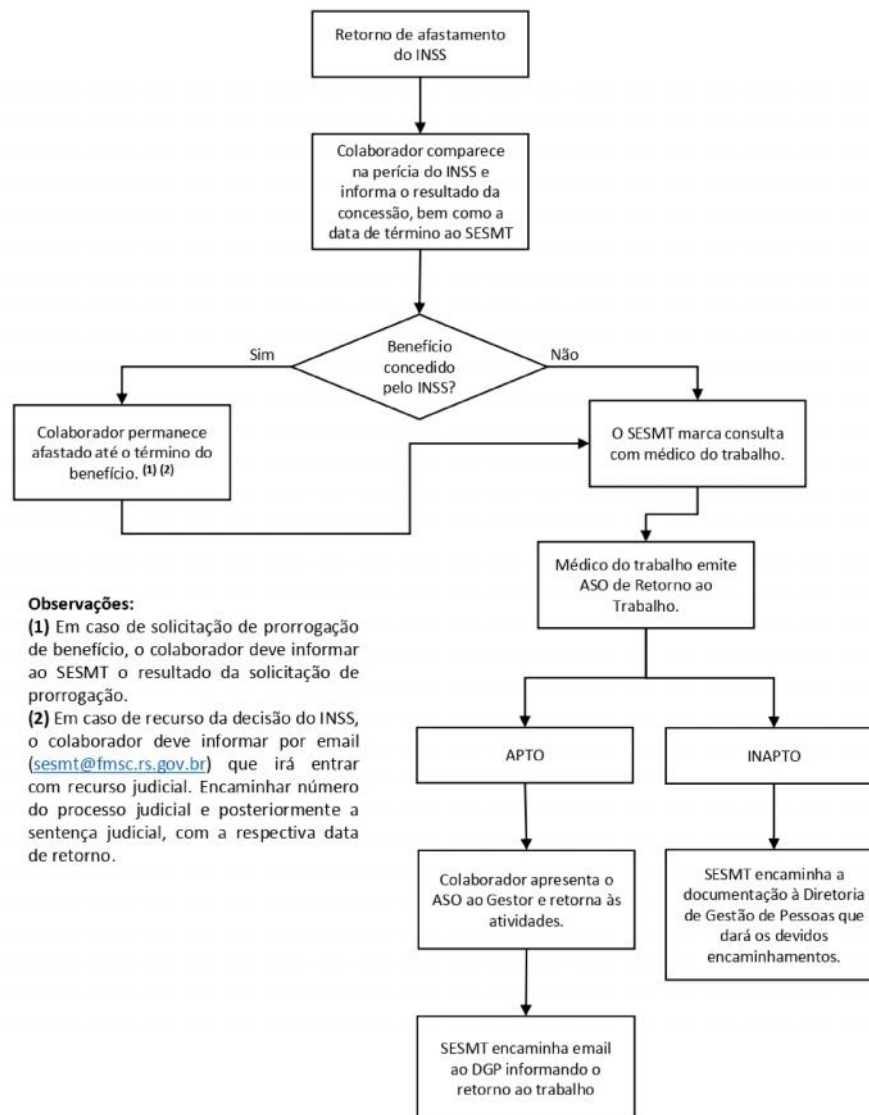 Retorno de afastamento
do INSS
Colaborador comparece
na perícia do INSS e
informa o resultado da
concessão, bem como a
data de término ao SESMT
Benefício
concedido
pelo INSS?
Sim
Não
Colaborador permanece
afastado até o término do
benefício. (1) (2)
O SESMT marca consulta
com médico do trabalho.
Médico do trabalho emite
ASO de Retorno ao
Trabalho.
Observações:
(1) Em caso de solicitação de prorrogação
de benefício, o colaborador deve informar
ao SESMT o resultado da solicitação de
prorrogação.
(2) Em caso de recurso da decisão do INSS,
o colaborador deve informar por email
(sesmt@fmsc.rs.gov.br) que irá entrar
com recurso judicial. Encaminhar número
do processo judicial e posteriormente a
sentença judicial, com a respectiva data
de retorno.
APTO
INAPTO
Colaborador apresenta o
ASO ao Gestor e retorna às
atividades.
SESMT encaminha a
documentação à Diretoria
de Gestão de Pessoas que
dará os devidos
encaminhamentos.
SESMT encaminha email
ao DGP informando o
retorno ao trabalho